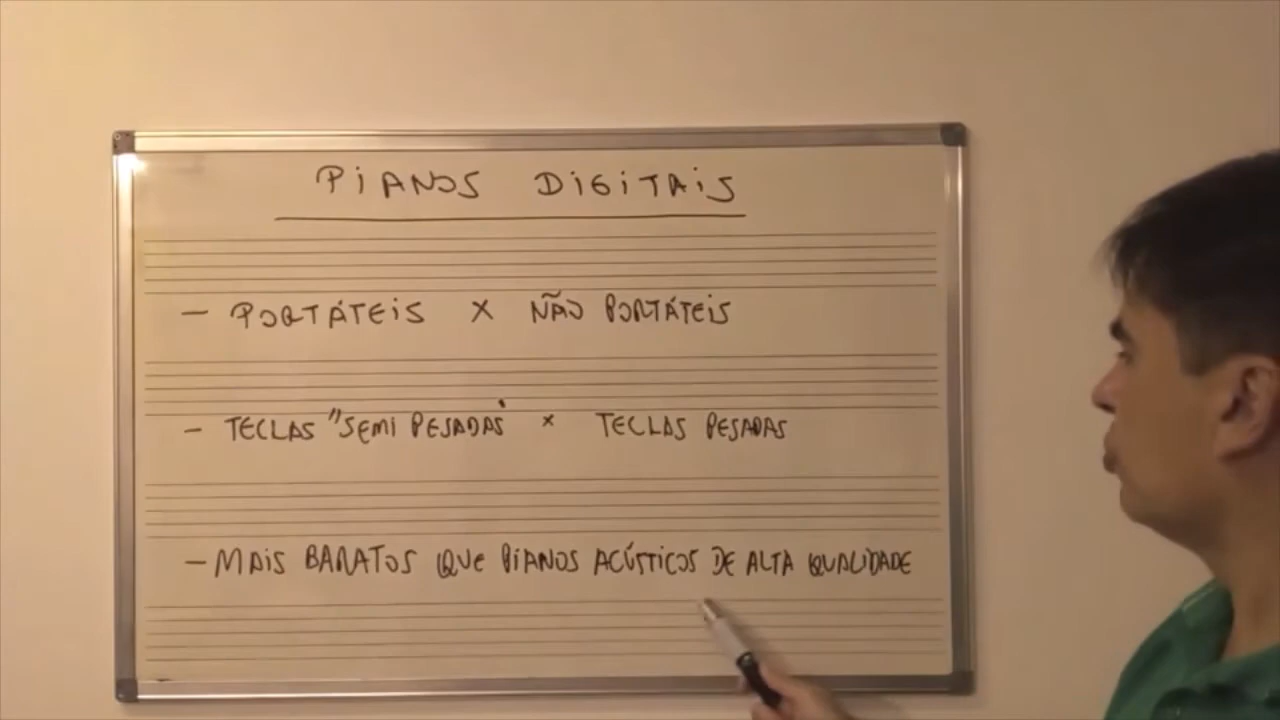 PIANOS DIGITAIS
- PORTÁTEIS X NÃO PORTÁTEIS
- TECLAS "SEMI PESADAS" x TECLAS PESADAS
- MAIS BARATOS QUE PIANOS ACÚSTICOS DE ALTA QUALIDADE